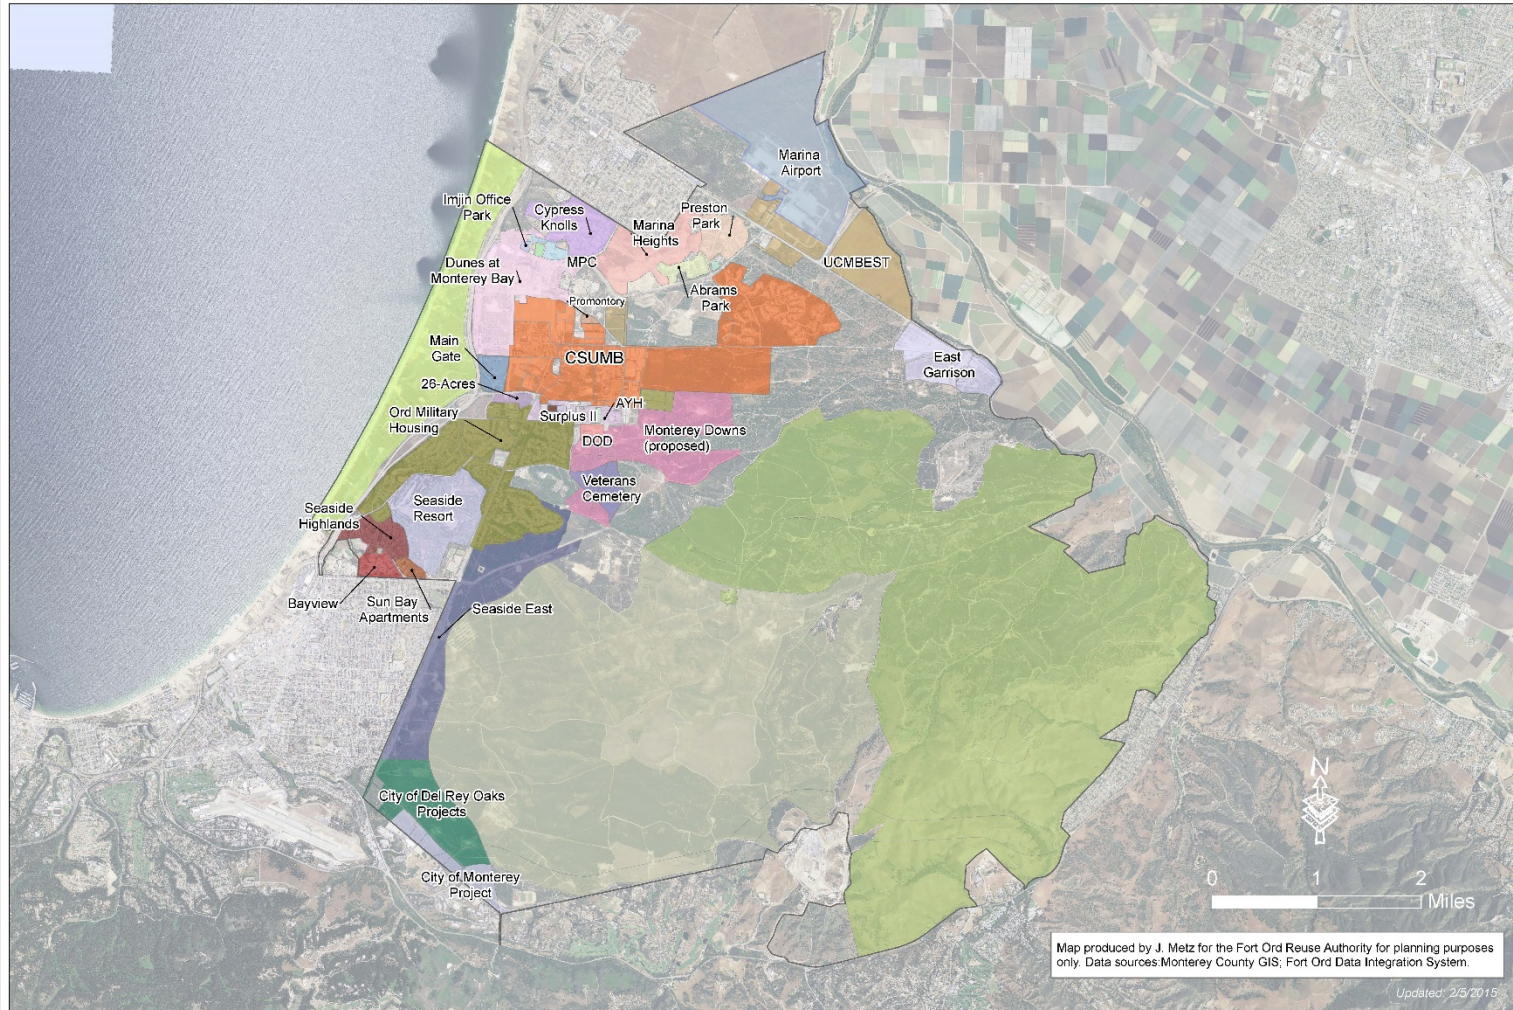 Marina
Airport
Imjin Office
Park
Cypress
Knolls
Preston
Park
Marina
Heights
MPC
UCMBEST
Dunes at
Monterey Bay
Abrams
Park
Promontory
Main
Gate
CSUMB
East
Garrison
26-Acres
AYH
Surplus II
Ord Military
Housing
DOD
Monterey Downs
(proposed)
Veterans
Cemetery
Seaside
Resort
Seaside
Highlands
Bayview
Sun Bay
Apartments
Seaside East
City of Del Rey Oaks
Projects
City of Monterey
Project
N
0 1 2
Miles
Map produced by J. Metz for the Fort Ord Reuse Authority for planning purposes
only. Data sources:Monterey County GIS; Fort Ord Data Integration System.
Updated: 2/5/2015